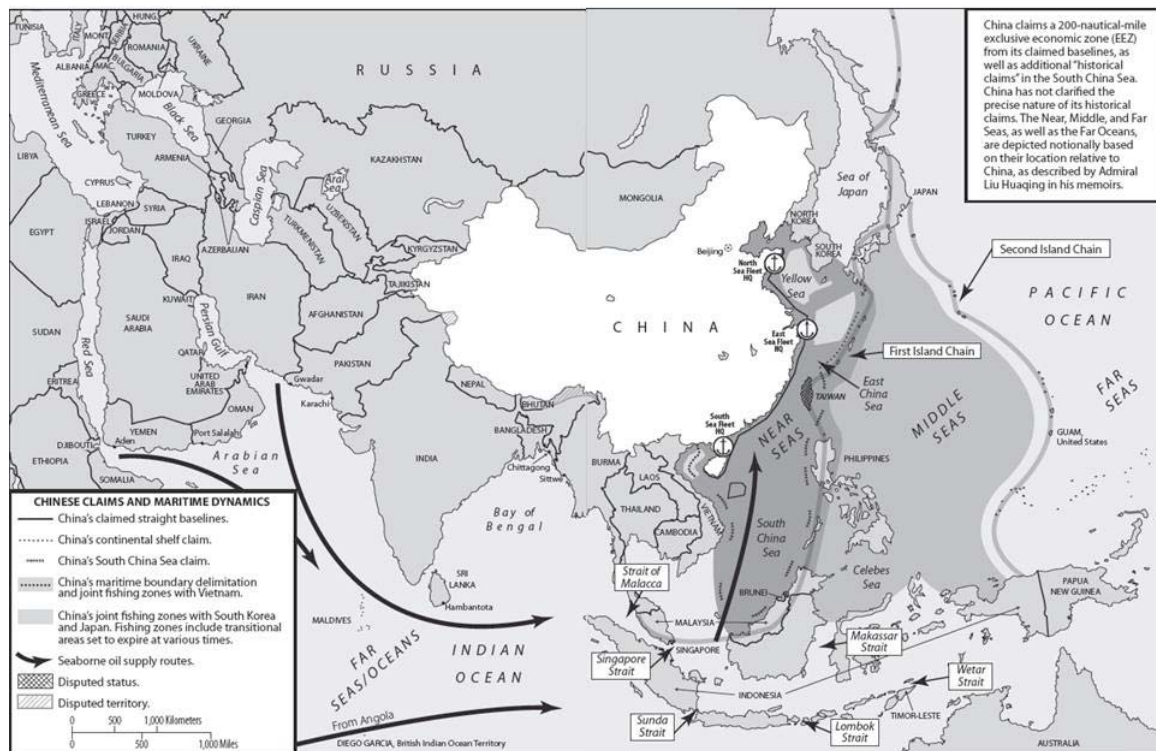 China claims a 200-nautical-mile
exclusive economic zone (EEZ)
from its claimed baselines, as
well as additional "historical
claims" in the South China Sea.
China has not clarified the
precise nature of its historical
claims. The Near, Middle, and Far
Seas, as well as the Far Oceans,
are depicted notionally based
on their location relative to
China, as described by Admiral
Liu Huaqing in his memoirs.
TUNISIA
ITALY
HUNG.
MONT.
SERBIA
ROMANIA
UKRAINE
ALBANIA
MAC.
BULGARIA
GREECE
MOLDOVA
Mediterranean Sea
Black Sea
GEORGIA
TURKEY
ARMENIA
LIBYA
CYPRUS
LEBANON
SYRIA
ISRAEL
JORDAN
EGYPT
AZERBAIJAN
Caspian Sea
Aral
Sea
RUSSIA
KAZAKHSTAN
UZBEKISTAN
TURKMENISTAN
KYRGYZSTAN
TAJIKISTAN
MONGOLIA
IRAQ
KUWAIT
IRAN
AFGHANISTAN
PAKISTAN
SAUDI
ARABIA
Persian Gulf
QATAR
UNITED
ARAB
EMIRATES
OMAN
Gwadar
Karachi
SUDAN
Red Sea
ERITREA
YEMEN
Aden
Port Salalah
DJIBOUTI
ETHIOPIA
SOMALIA
Arabian
Sea
NEPAL
BHUTAN
BANGLADESH
INDIA
Chittagong
Sittwe
BURMA
Bay of
Bengal
SRI
LANKA
Hambantota
MALDIVES
CHINA
Beijing
North
Sea Fleet
HQ
East
Sea Fleet
HQ
South
Sea Fleet
HQ
NORTH
KOREA
SOUTH
KOREA
Sea of
Japan
JAPAN
Yellow
Sea
Second Island Chain
First Island Chain
PACIFIC
OCEAN
East
China
Sea
TAIWAN
NEAR
SEAS
MIDDLE
SEAS
FAR
SEAS
GUAM,
United States
PHILIPPINES
LAOS
THAILAND
VIETNAM
CAMBODIA
South
China
Sea
Celebes
Sea
Strait of
Malacca
BRUNEI
MALAYSIA
SINGAPORE
Singapore
Strait
Makassar
Strait
PAPUA
NEW GUINEA
Wetar
Strait
INDONESIA
TIMOR-LESTE
Sunda
Strait
Lombok
Strait
AUSTRALIA
FAR
SEAS/OCEANS
INDIAN
OCEAN
From Angola
DIEGO GARCIA, British Indian Ocean Territory
CHINESE CLAIMS AND MARITIME DYNAMICS
China's claimed straight baselines.
China's continental shelf claim.
China's South China Sea claim.
China's maritime boundary delimitation
and joint fishing zones with Vietnam.
China's joint fishing zones with South Korea
and Japan. Fishing zones include transitional
areas set to expire at various times.
Seaborne oil supply routes.
Disputed status.
Disputed territory.
0 500 1,000 Kilometers
0 500 1,000 Miles